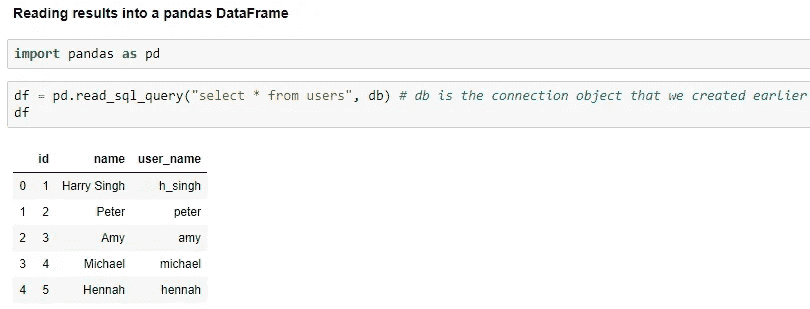 Reading results into a pandas DataFrame
import pandas as pd
df = pd.read_sql_query("select * from users", db) # db is the connection object that we created earlier
df
id name user_name
0 1 Harry Singh h_singh
1 2 Peter peter
2 3 Amy amy
3 4 Michael michael
4 5 Hennah hennah